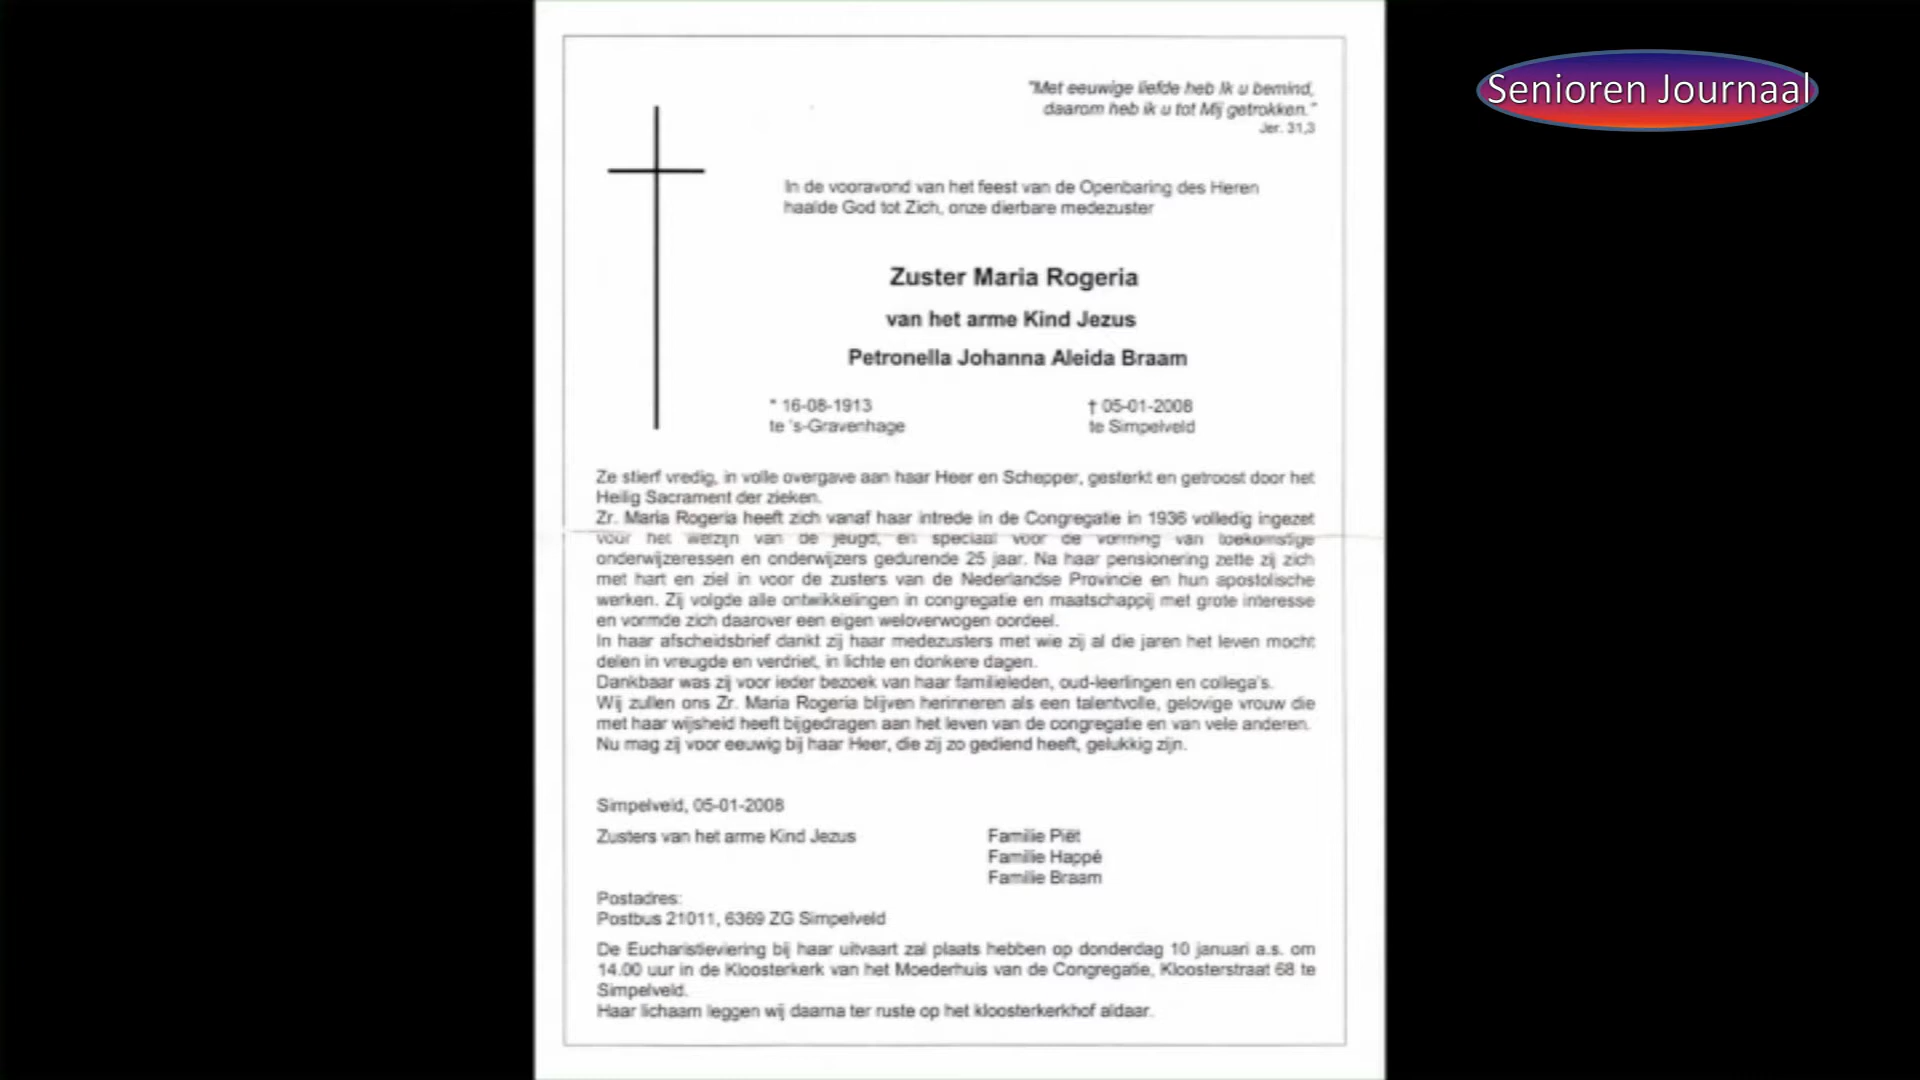 Senioren Journaal
"Met eeuwige liefde heb Ik u bemind,
daarom heb ik u tot Mij getrokken."
Jer. 31,3
In de vooravond van het feest van de Openbaring des Heren
haalde God tot Zich, onze dierbare medezuster
Zuster Maria Rogeria
van het arme Kind Jezus
Petronella Johanna Aleida Braam
* 16-08-1913
te 's-Gravenhage
† 05-01-2008
te Simpelveld
Ze stierf vredig, in volle overgave aan haar Heer en Schepper, gesterkt en getroost door het
Heilig Sacrament der zieken.
Zr. Maria Rogeria heeft zich vanaf haar intrede in de Congregatie in 1936 volledig ingezet
voor het welzijn van de jeugd, en speciaal voor de vorming van toekomstige
onderwijzeressen en onderwijzers gedurende 25 jaar. Na haar pensionering zette zij zich
met hart en ziel in voor de zusters van de Nederlandse Provincie en hun apostolische
werken. Zij volgde alle ontwikkelingen in congregatie en maatschappij met grote interesse
en vormde zich daarover een eigen weloverwogen oordeel.
In haar afscheidsbrief dankt zij haar medezusters met wie zij al die jaren het leven mocht
delen in vreugde en verdriet, in lichte en donkere dagen.
Dankbaar was zij voor ieder bezoek van haar familieleden, oud-leerlingen en collega's.
Wij zullen ons Zr. Maria Rogeria blijven herinneren als een talentvolle, gelovige vrouw die
met haar wijsheid heeft bijgedragen aan het leven van de congregatie en van vele anderen.
Nu mag zij voor eeuwig bij haar Heer, die zij zo gediend heeft, gelukkig zijn.
Simpelveld, 05-01-2008
Zusters van het arme Kind Jezus
Familie Piët
Familie Happé
Familie Braam
Postadres:
Postbus 21011, 6369 ZG Simpelveld
De Eucharistieviering bij haar uitvaart zal plaats hebben op donderdag 10 januari a.s. om
14.00 uur in de Kloosterkerk van het Moederhuis van de Congregatie, Kloosterstraat 68 te
Simpelveld.
Haar lichaam leggen wij daarna ter ruste op het kloosterkerkhof aldaar.